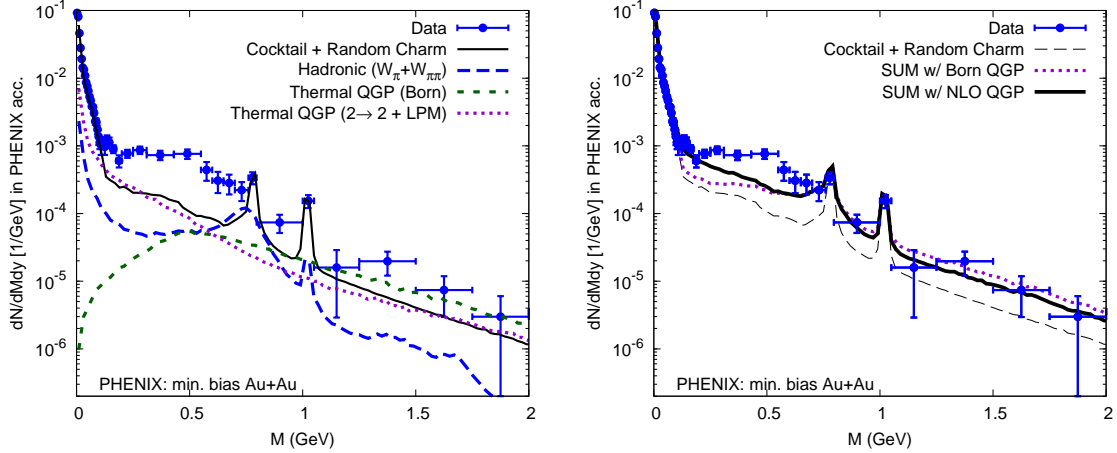 10^-1
10^-2
10^-3
10^-4
10^-5
10^-6
dN/dMdy [1/GeV] in PHENIX acc.
Data
Cocktail + Random Charm
Hadronic (W_π+W_ππ)
Thermal QGP (Born)
Thermal QGP (2→ 2 + LPM)
PHENIX: min. bias Au+Au
0 0.5 1 1.5 2
M (GeV)
10^-1
10^-2
10^-3
10^-4
10^-5
10^-6
dN/dMdy [1/GeV] in PHENIX acc.
Data
Cocktail + Random Charm
SUM w/ Born QGP
SUM w/ NLO QGP
PHENIX: min. bias Au+Au
0 0.5 1 1.5 2
M (GeV)